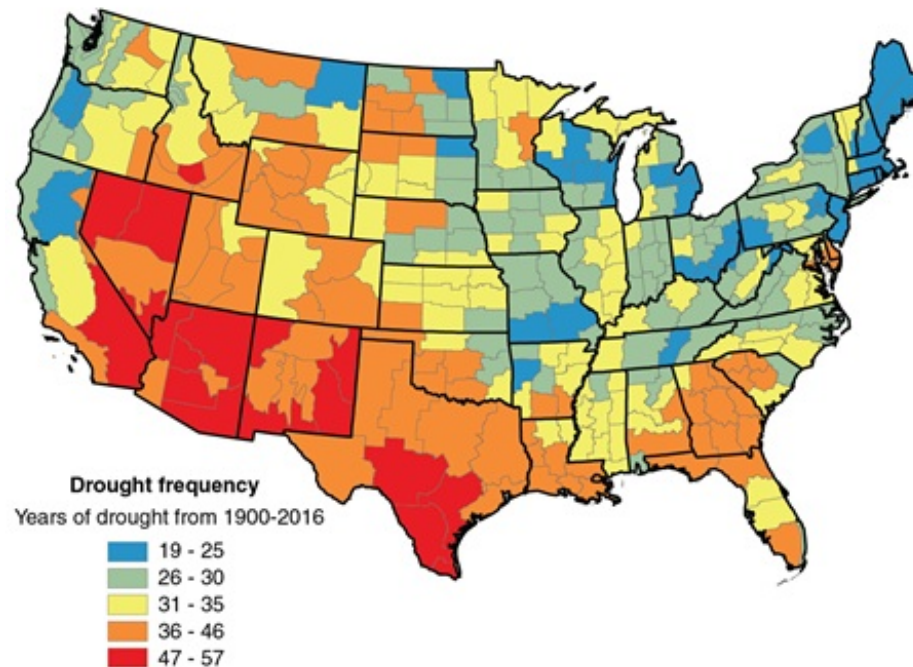 Drought frequency
Years of drought from 1900-2016
19 - 25
26 - 30
31 - 35
36 - 46
47 - 57